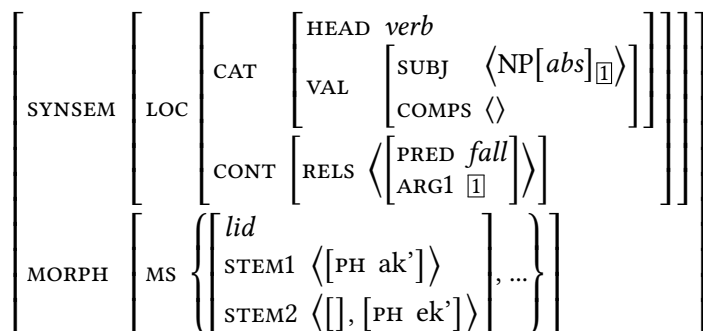 HEAD verb
CAT VAL SUBJ ⟨NP[abs]1⟩
COMPS ⟨⟩
SYNSEM LOC
CONT RELS ⟨[PRED fall
ARG1 1]⟩
lid
MORPH MS { STEM1 ⟨[PH ak’]⟩ , ...}
STEM2 ⟨[], [PH ek’]⟩